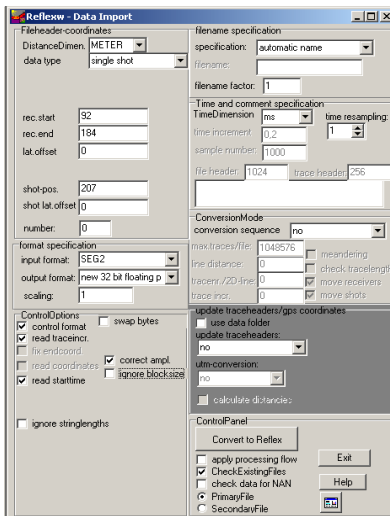 Reflexw - Data Import
Fileheader-coordinates
DistanceDimen. METER
data type single shot
rec.start 92
rec.end 184
lat.offset 0
shot-pos. 207
shot lat.offset 0
number: 0
format specification
input format: SEG2
output format: new 32 bit floating p
scaling: 1
ControlOptions
control format
swap bytes
read traceincr.
fix endcoord.
correct ampl.
read coordinates
ignore blocksize
read starttime
ignore stringlengths
filename specification
specification: automatic name
filename:
filename factor: 1
Time and comment specification
TimeDimension ms
time resampling:
time increment 0,2
1
sample number: 1000
file header: 1024 trace header: 256
ConversionMode
conversion sequence no
max.traces/file: 1048576
meandering
line distance: 0
check tracelength
tracenr./2D-line: 0
move receivers
trace incr. 0
move shots
update traceheaders/gps coordinates
use data folder
update traceheaders:
no
utm-conversion:
no
calculate distancies
ControlPanel
Convert to Reflex
apply processing flow
Exit
CheckExistingFiles
check data for NAN
Help
PrimaryFile
SecondaryFile